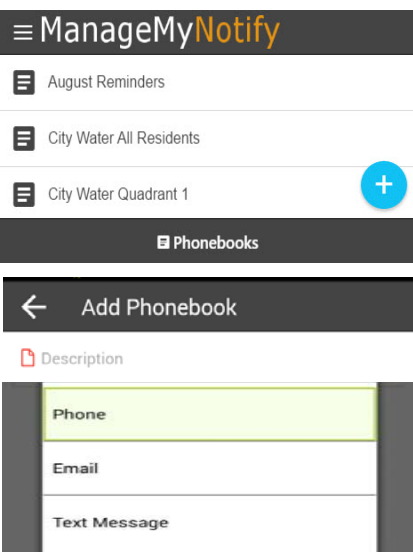 ManageMyNotify
August Reminders
City Water All Residents
City Water Quadrant 1
Phonebooks
Add Phonebook
Description
Phone
Email
Text Message